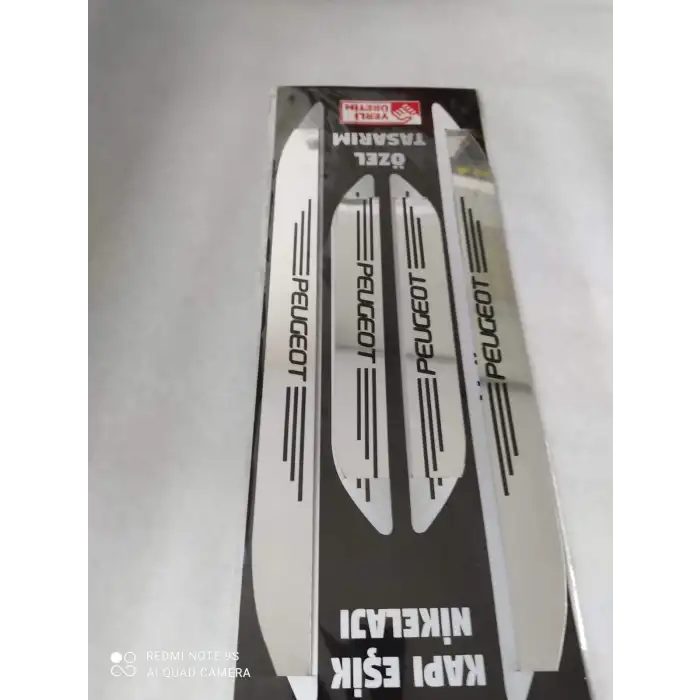 YERLİ
ÜRETİM
ÖZEL
TASARIM
PEUGEOT
PEUGEOT
PEUGEOT
PEUGEOT
KAPI EŞİK
NİKELAJI
REDMI NOTE 9S
AI QUAD CAMERA